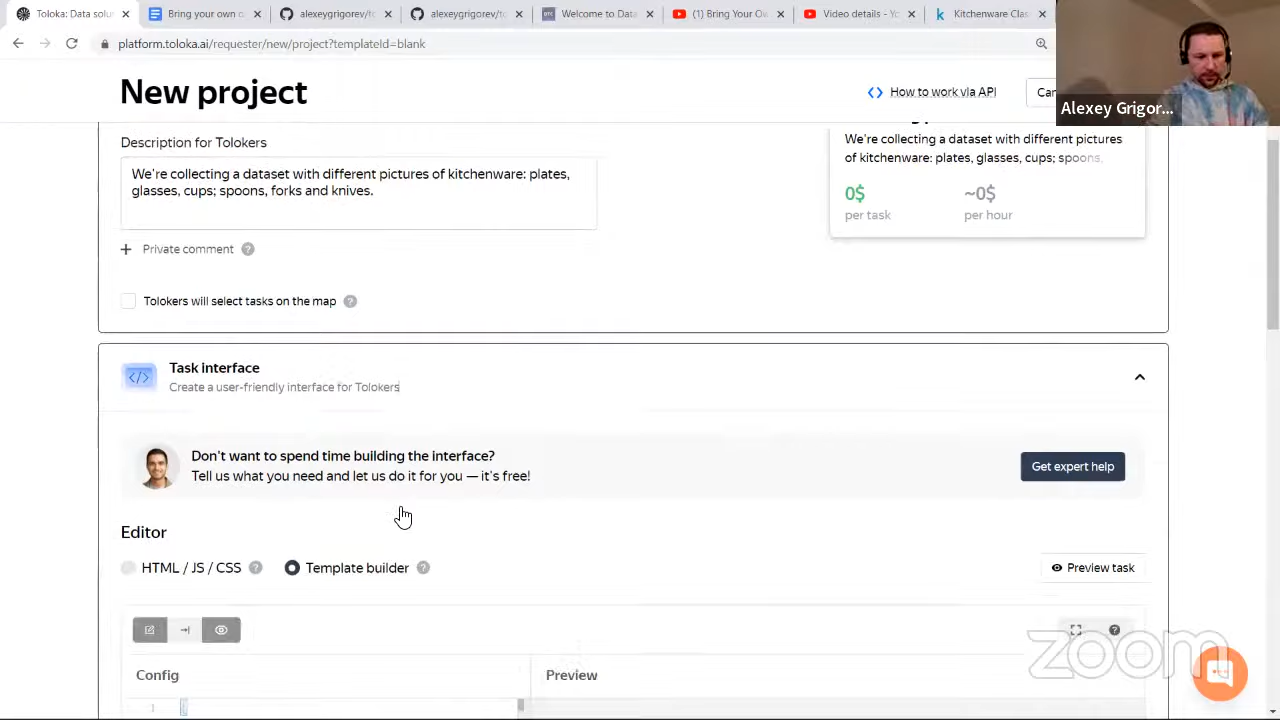 Toloka: Data solu
Bring your own c
alexeygrigorev/to
alexeygrigorev/to
Welcome to Data
(1) Bring Your O
Video details - Yo
Kitchenware Clas
platform.toloka.ai/requester/new/project?templateId=blank
New project
How to work via API
Can
Alexey Grigor...
Description for Tolokers
We're collecting a dataset with different pictures of kitchenware: plates,
glasses, cups; spoons, forks and knives.
We're collecting a dataset with different pictures
of kitchenware: plates, glasses, cups; spoons,
0$
~0$
per task
per hour
+ Private comment ?
Tolokers will select tasks on the map ?
Task interface
Create a user-friendly interface for Tolokers
Don't want to spend time building the interface?
Tell us what you need and let us do it for you — it's free!
Get expert help
Editor
HTML / JS / CSS ?
Template builder ?
Preview task
zoom
Config
Preview
1
{